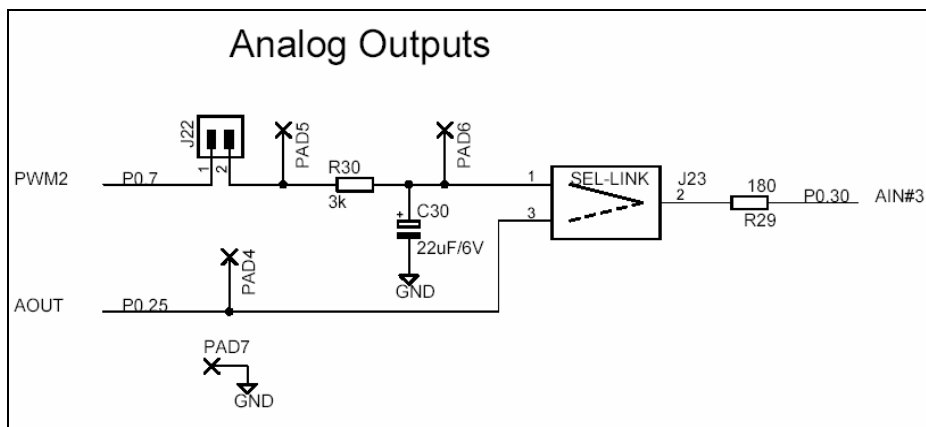 Analog Outputs
J22
1
2
PAD5
PAD6
PWM2
P0.7
R30
3k
1
SEL-LINK
J23
2
180
R29
P0.30
AIN#3
+
C30
22uF/6V
GND
3
PAD4
AOUT
P0.25
PAD7
GND